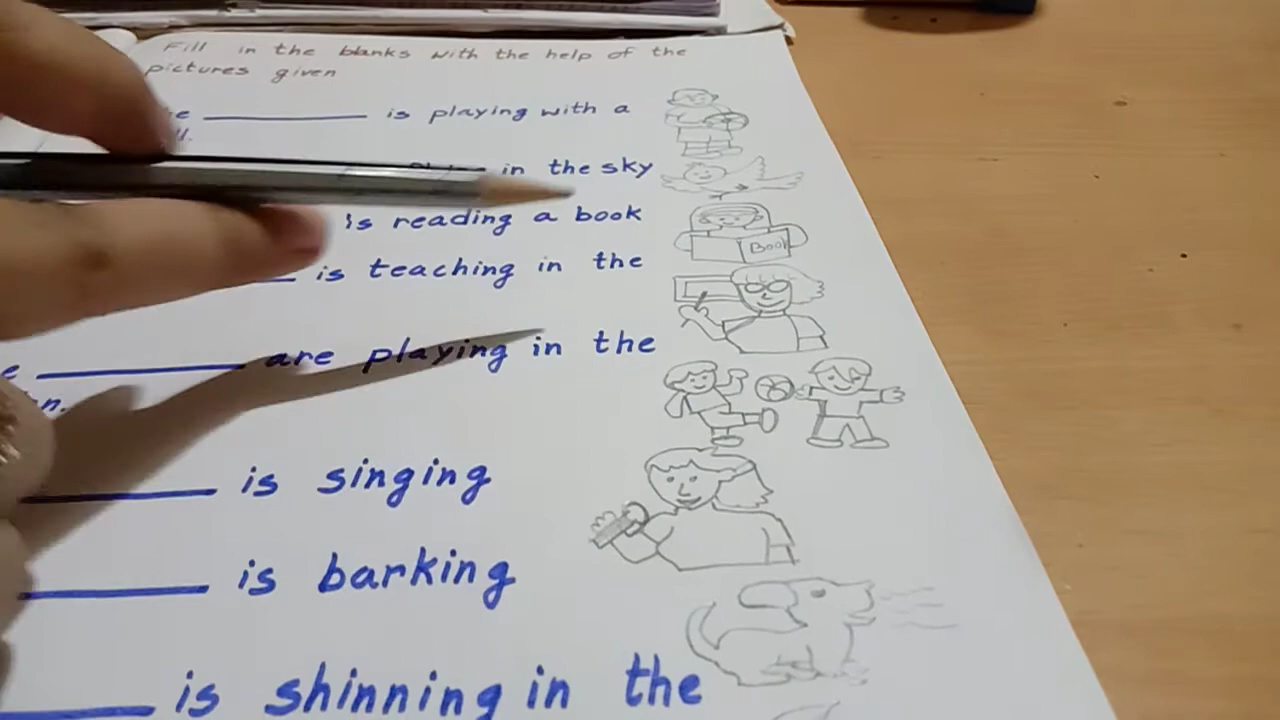 Fill in the blanks with the help of the
pictures given
is playing with a
in the sky
is reading a book
Book
is teaching in the
are playing in the
is singing
is barking
is shinning in the